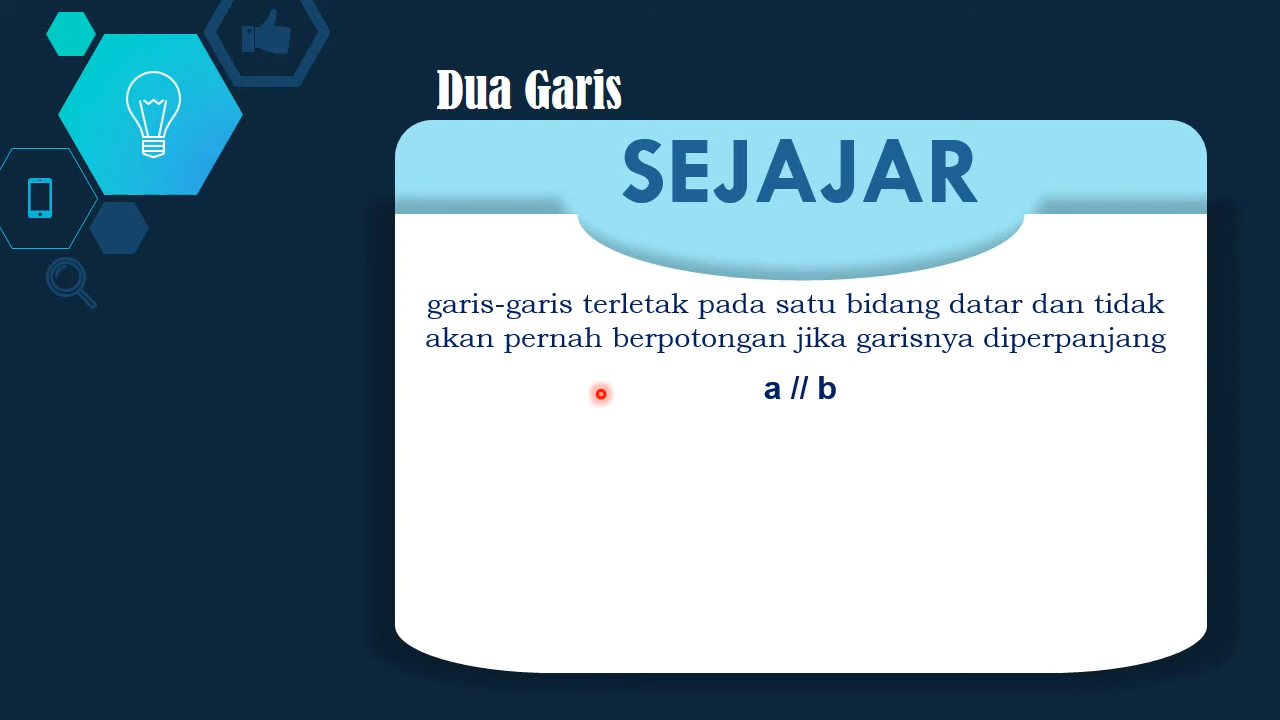 Dua Garis
SEJAJAR
garis-garis terletak pada satu bidang datar dan tidak
akan pernah berpotongan jika garisnya diperpanjang
a // b